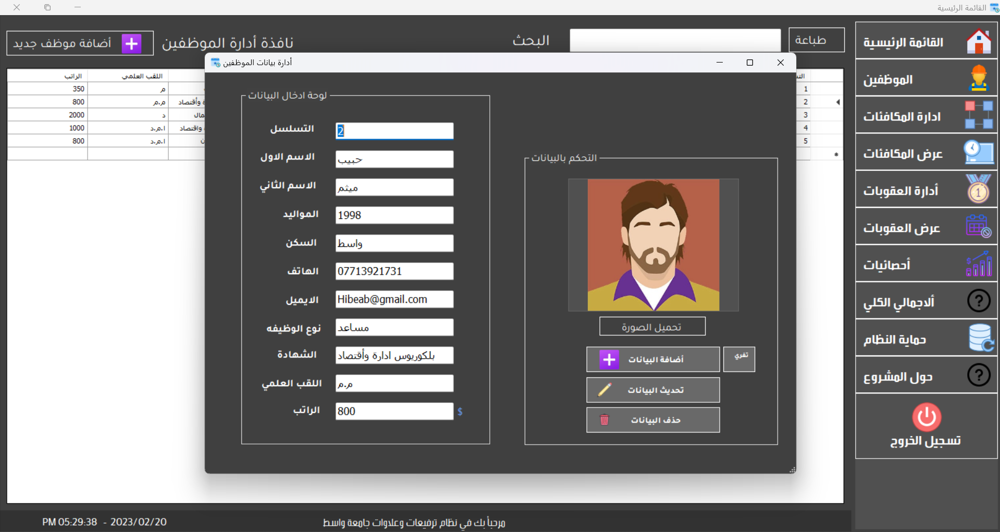 القائمة الرئيسية
القائمة الرئيسية
الموظفين
ادارة المكافئات
عرض المكافئات
أدارة العقوبات
عرض العقوبات
أحصائيات
ألاجمالي الكلي
حماية النظام
حول المشروع
تسجيل الخروج
طباعة
البحث
نافذة أدارة الموظفين
أضافة موظف جديد
اللقب العلمي
الراتب
1
م
350
2
وأقتصاد
م.م
800
3
د
2000
4
واقتصاد
ا.م.د
1000
5
ا.م.د
800
أدارة بيانات الموظفين
لوحة ادخال البيانات
التسلسل 2
الاسم الاول حبيب
الاسم الثاني ميثم
المواليد 1998
السكن واسط
الهاتف 07713921731
الايميل Hibeab@gmail.com
نوع الوظيفه مساعد
الشهادة بلكوريوس ادارة وأقتصاد
اللقب العلمي م.م
الراتب 800 $
التحكم بالبيانات
تحميل الصورة
أضافة البيانات
تفري
تحديث البيانات
حذف البيانات
مرحبأ بك في نظام ترفيعات وعلاوات جامعة واسط
PM 05:29:38 - 2023/02/20